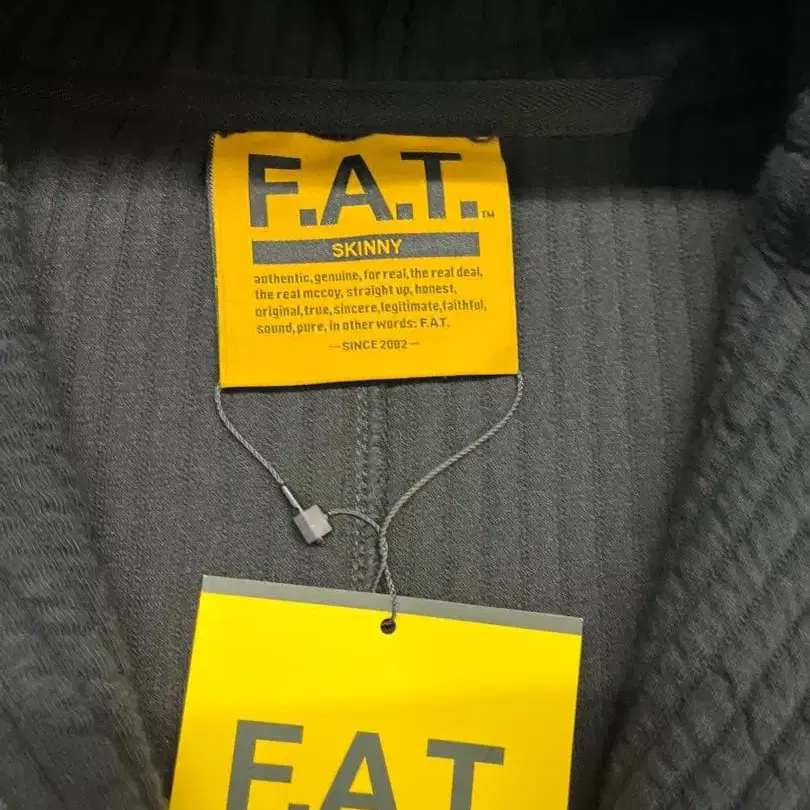 F.A.T.™
SKINNY
authentic, genuine, for real, the real deal,
the real mccoy, straight up, honest,
original, true, sincere, legitimate, faithful,
sound, pure, in other words: F.A.T.
—SINCE 2002—
F.A.T